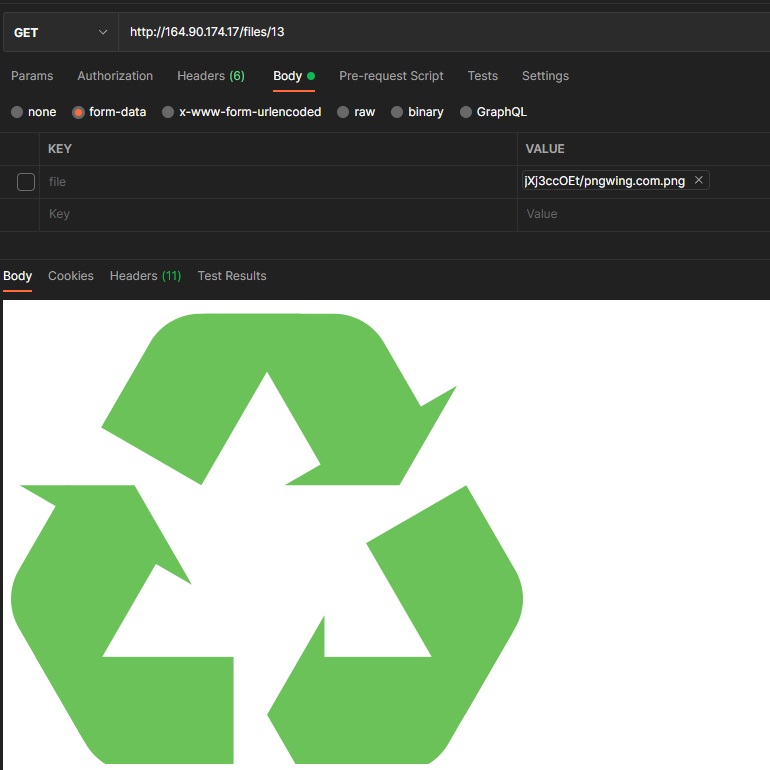 GET http://164.90.174.17/files/13
Params Authorization Headers (6) Body Pre-request Script Tests Settings
none form-data x-www-form-urlencoded raw binary GraphQL
KEY VALUE
file jXj3ccOEt/pngwing.com.png
Key Value
Body Cookies Headers (11) Test Results